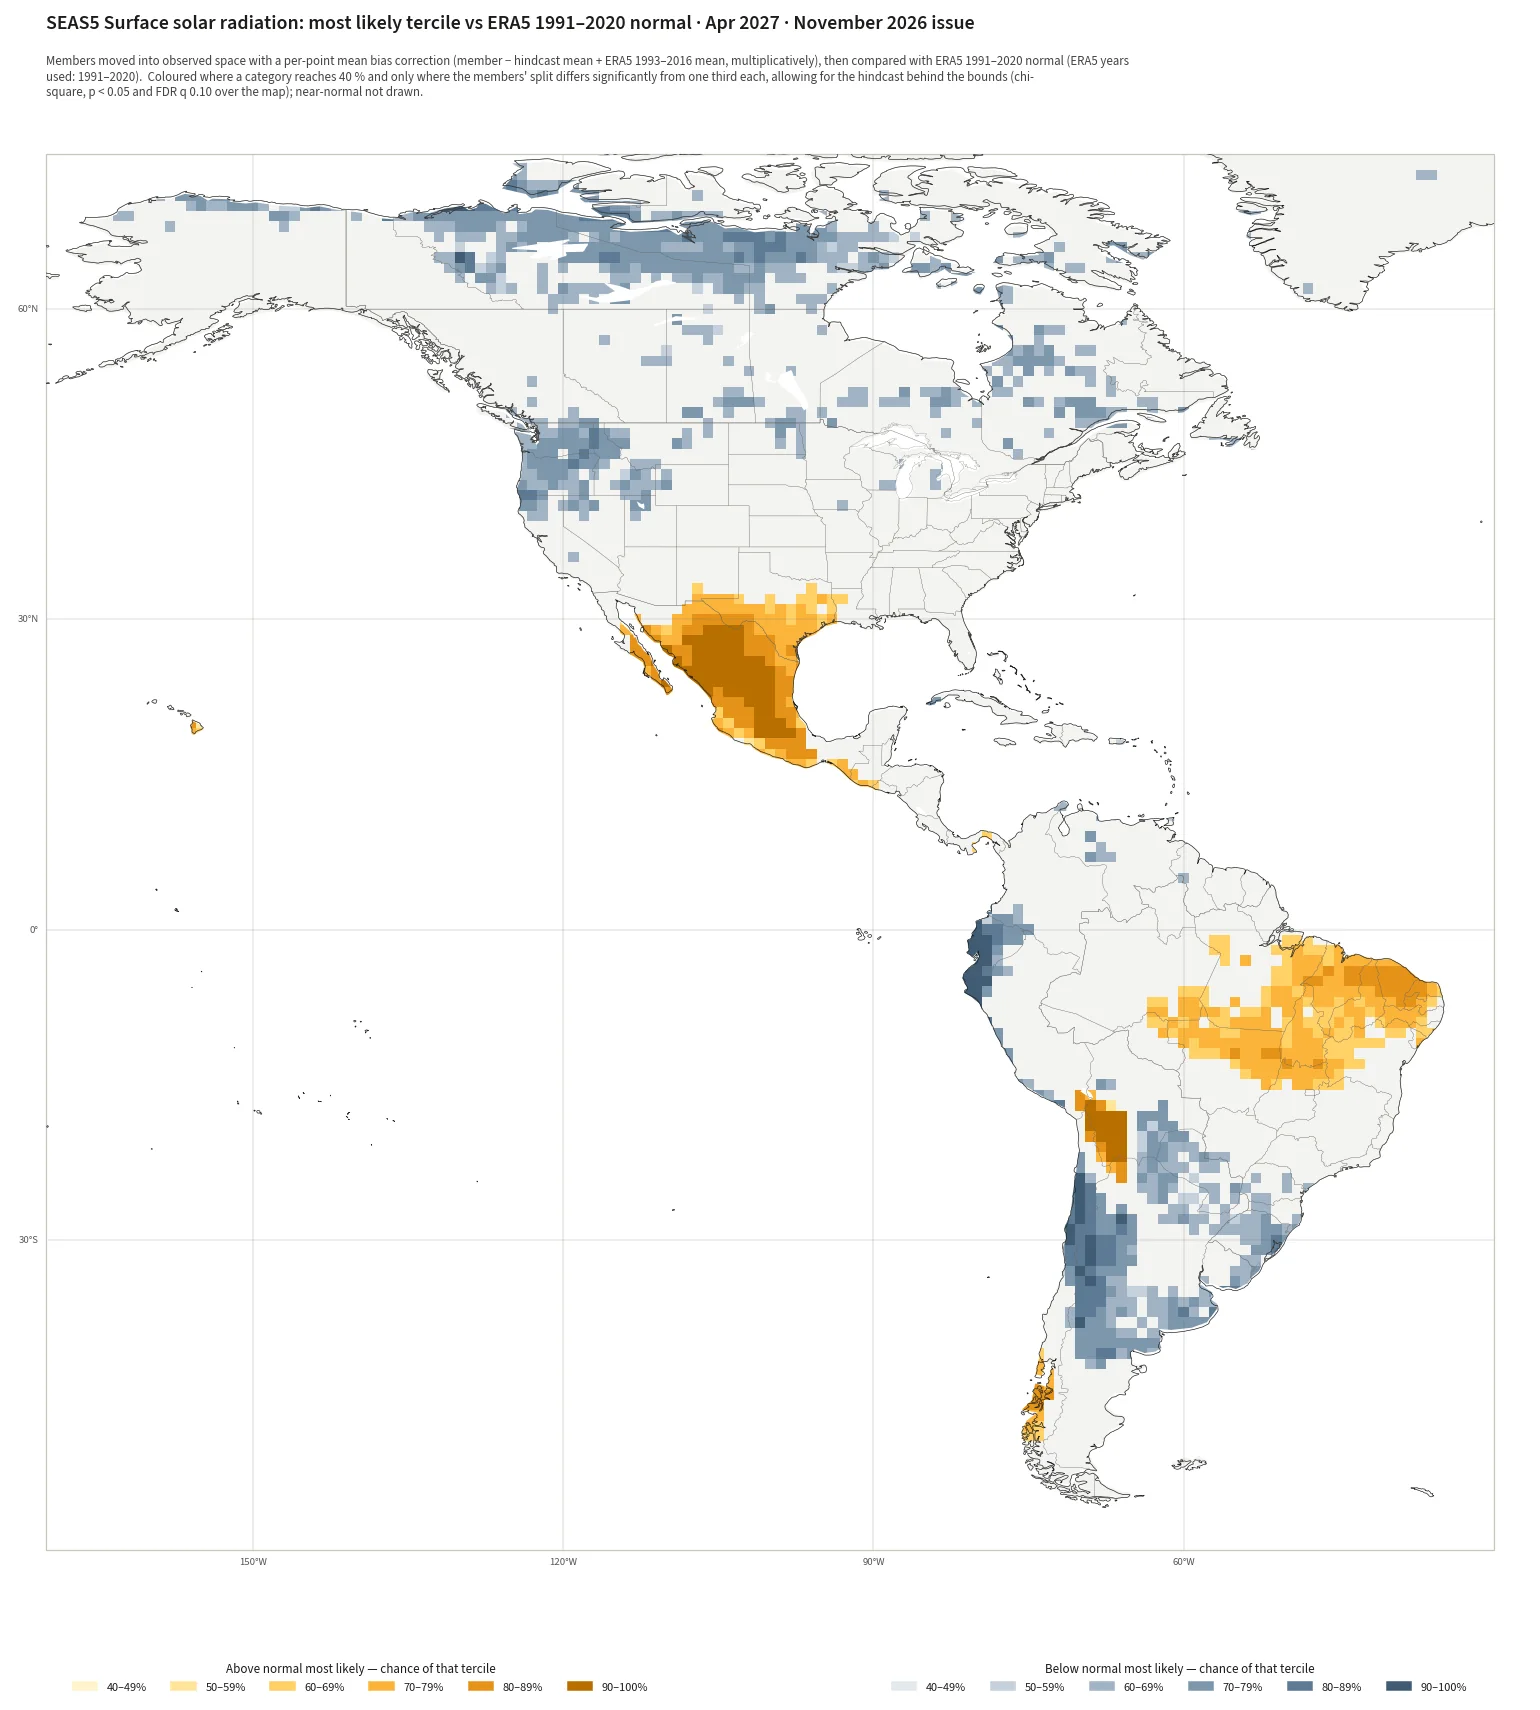 SEAS5 Surface solar radiation: most likely tercile vs ERA5 1991–2020 normal · Apr 2027 · November 2026 issue
Members moved into observed space with a per-point mean bias correction (member − hindcast mean + ERA5 1993–2016 mean, multiplicatively), then compared with ERA5 1991–2020 normal (ERA5 years
used: 1991–2020).  Coloured where a category reaches 40 % and only where the members' split differs significantly from one third each, allowing for the hindcast behind the bounds (chi-
square, p < 0.05 and FDR q 0.10 over the map); near-normal not drawn.
60°N
30°N
0°
30°S
150°W
120°W
90°W
60°W
Above normal most likely — chance of that tercile
40–49%
50–59%
60–69%
70–79%
80–89%
90–100%
Below normal most likely — chance of that tercile
40–49%
50–59%
60–69%
70–79%
80–89%
90–100%